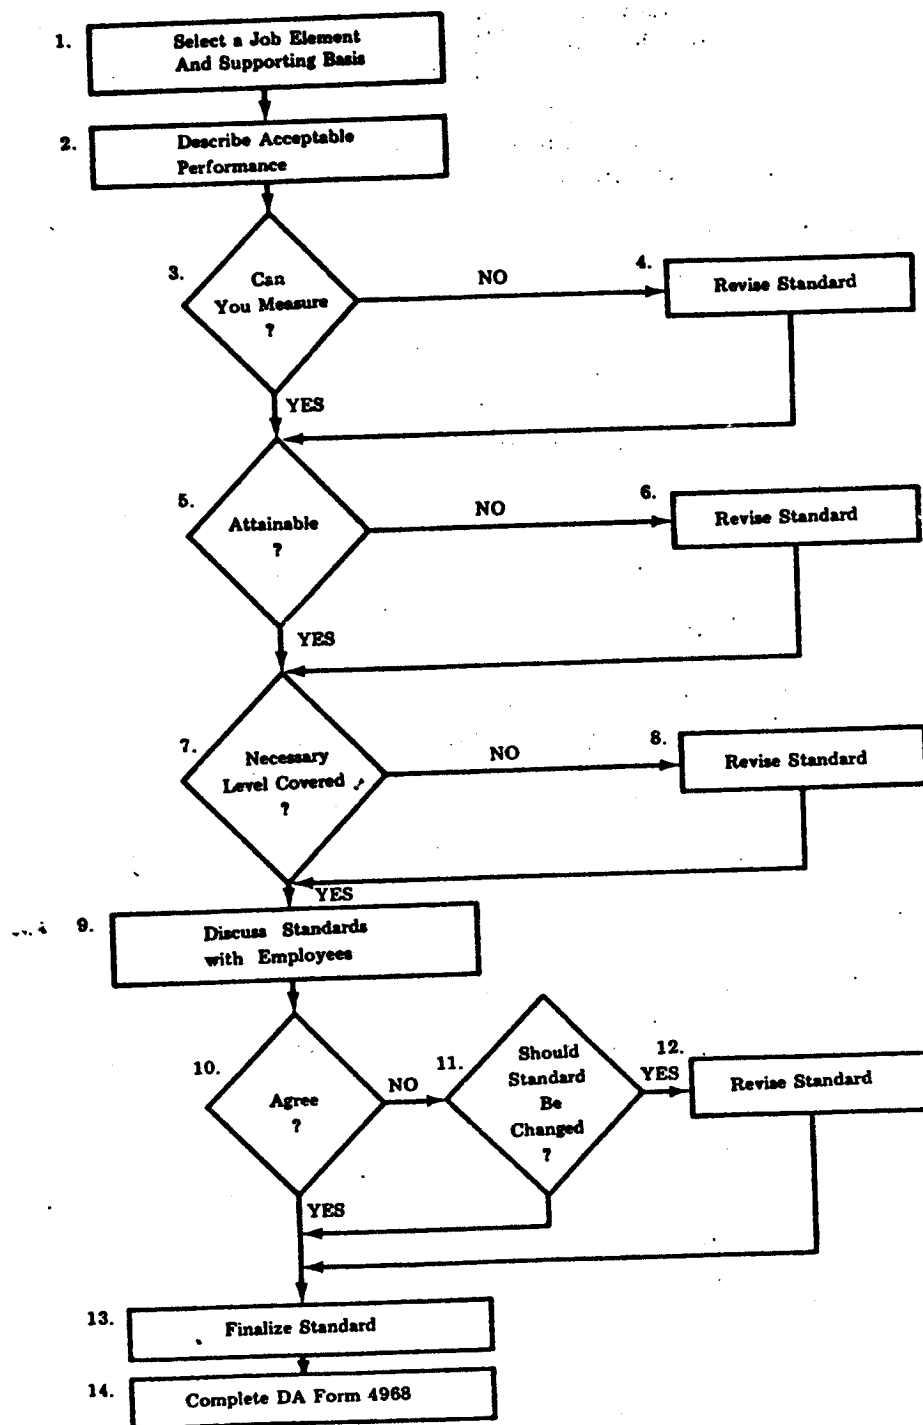 1.
Select a Job Element
And Supporting Basis
2.
Describe Acceptable
Performance
3.
Can
You Measure
?
NO
4.
Revise Standard
YES
5.
Attainable
?
NO
6.
Revise Standard
YES
7.
Necessary
Level Covered
?
NO
8.
Revise Standard
YES
9.
Discuss Standards
with Employees
10.
Agree
?
NO
11.
Should
Standard
Be
Changed
?
YES
12.
Revise Standard
YES
13.
Finalize Standard
14.
Complete DA Form 4968